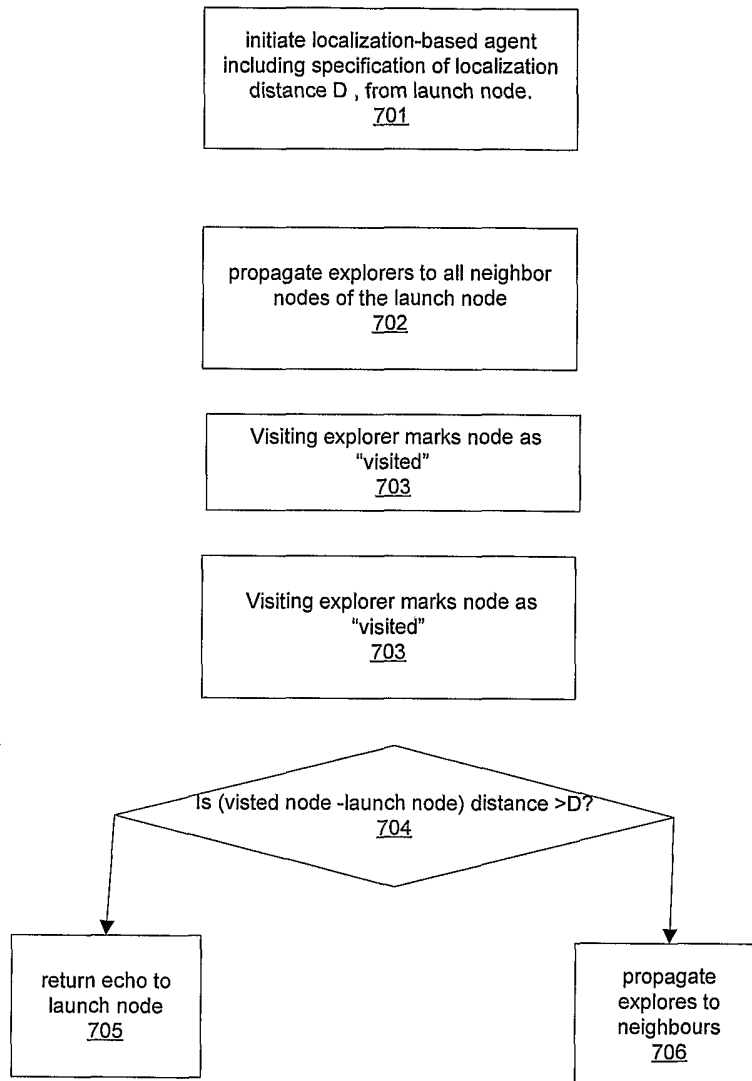 initiate localization-based agent
including specification of localization
distance D , from launch node.
701
propagate explorers to all neighbor
nodes of the launch node
702
Visiting explorer marks node as
“visited”
703
Visiting explorer marks node as
“visited”
703
Is (visted node -launch node) distance >D?
704
return echo to
launch node
705
propagate
explores to
neighbours
706